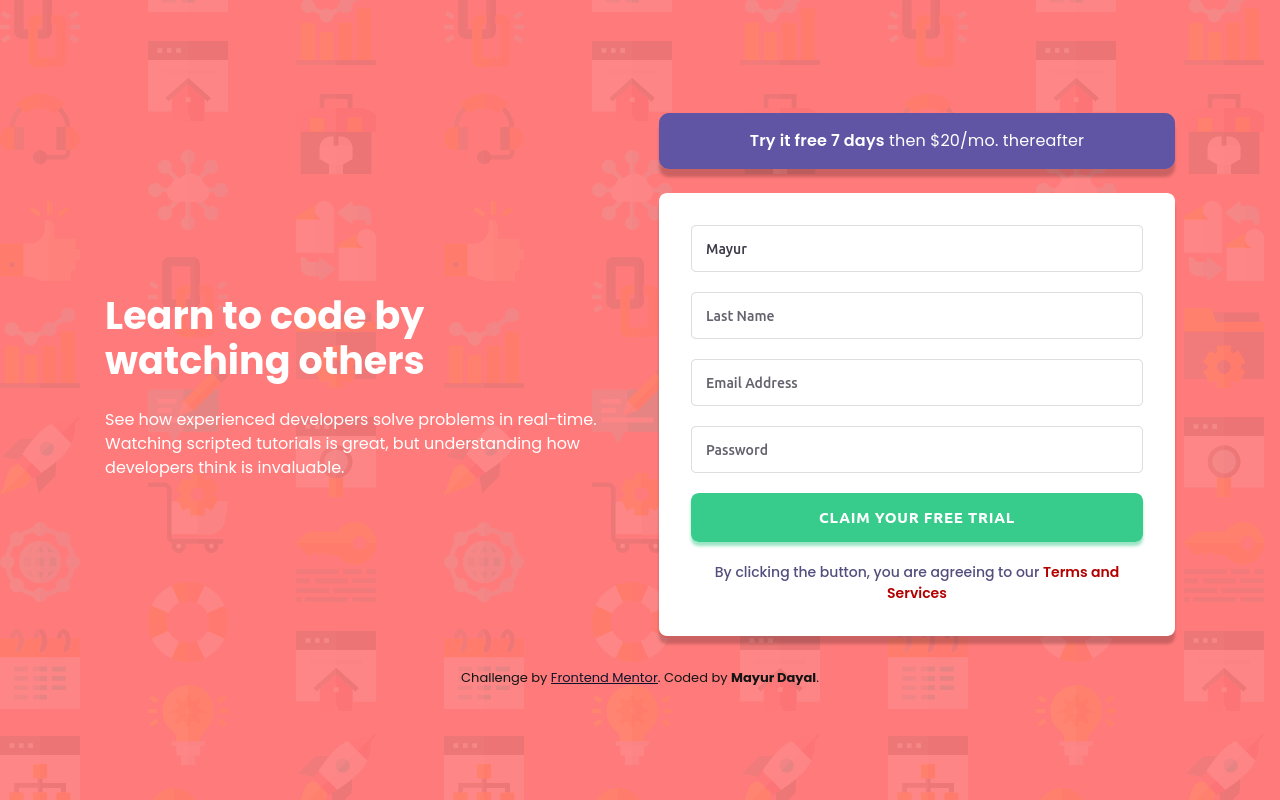 Learn to code by
watching others
See how experienced developers solve problems in real-time.
Watching scripted tutorials is great, but understanding how
developers think is invaluable.
Try it free 7 days then $20/mo. thereafter
Mayur
Last Name
Email Address
Password
CLAIM YOUR FREE TRIAL
By clicking the button, you are agreeing to our Terms and
Services
Challenge by Frontend Mentor. Coded by Mayur Dayal.